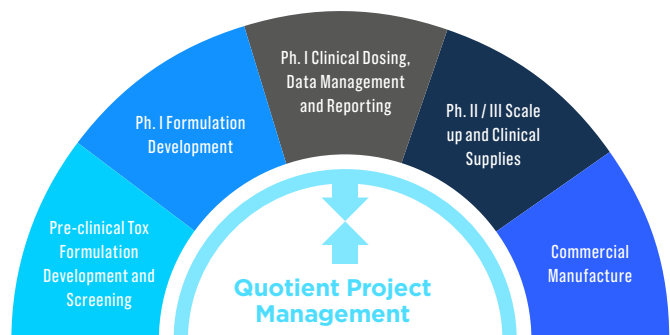 Pre-clinical Tox
Formulation
Development and
Screening
Ph. I Formulation
Development
Ph. I Clinical Dosing,
Data Management
and Reporting
Ph. II / III Scale
up and Clinical
Supplies
Commercial
Manufacture
Quotient Project
Management